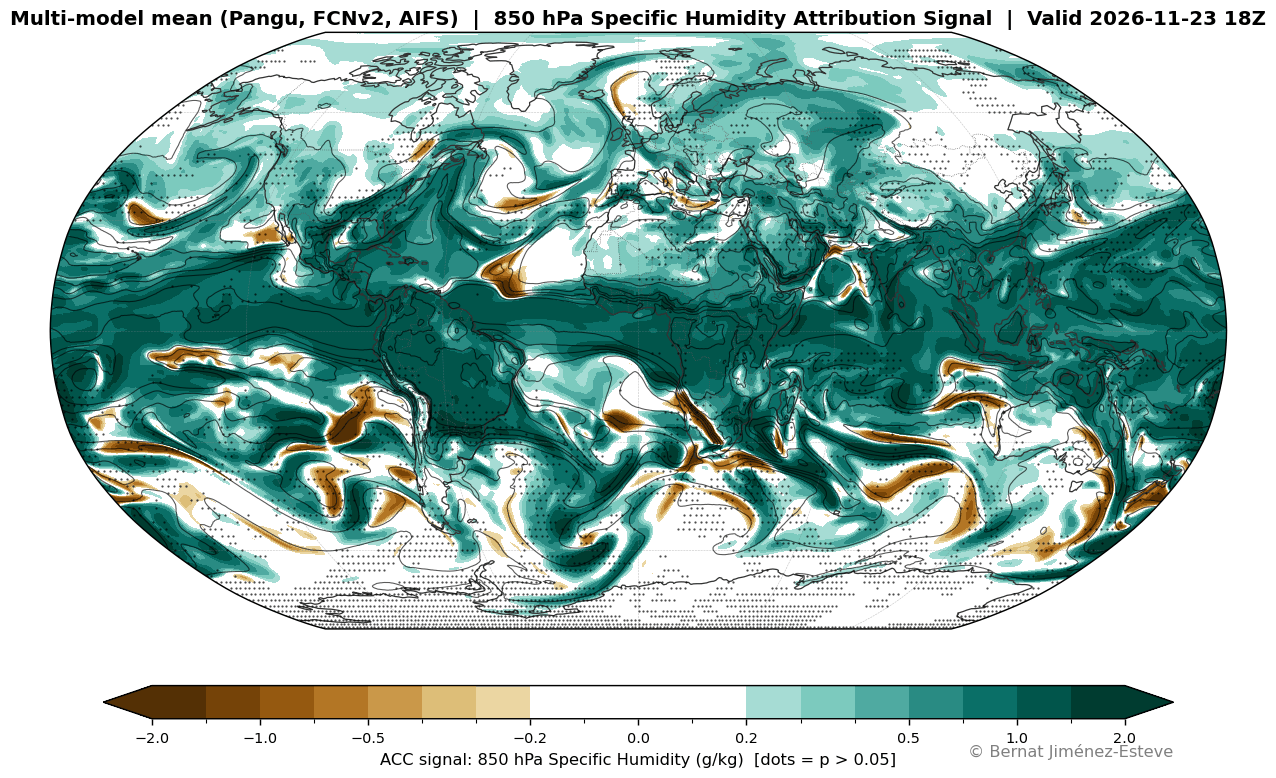 Multi-model mean (Pangu, FCNv2, AIFS)  |  850 hPa Specific Humidity Attribution Signal  |  Valid 2026-11-23 18Z
−2.0 −1.0 −0.5 −0.2 0.0 0.2 0.5 1.0 2.0
ACC signal: 850 hPa Specific Humidity (g/kg)  [dots = p > 0.05]
© Bernat Jiménez-Esteve